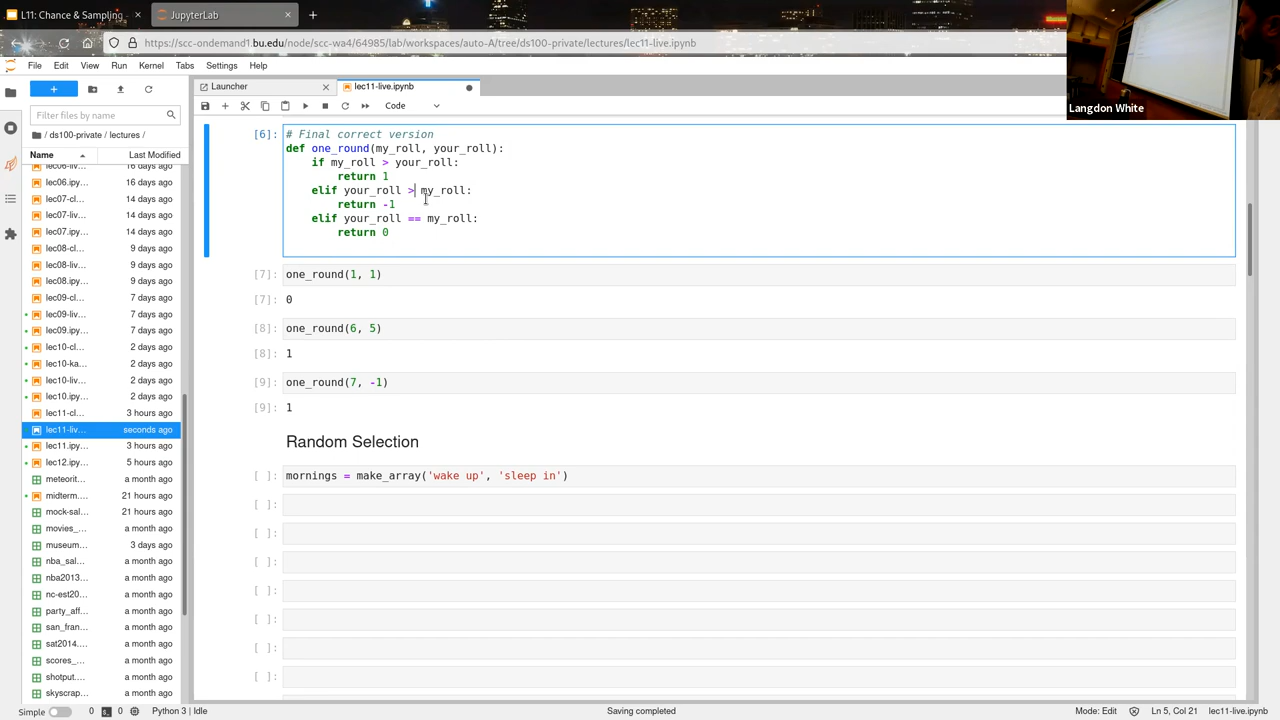 L11: Chance & Sampling -
JupyterLab
https://scc-ondemand1.bu.edu/node/scc-wa4/64985/lab/workspaces/auto-A/tree/ds100-private/lectures/lec11-live.ipynb
Langdon White
File Edit View Run Kernel Tabs Settings Help
Launcher
lec11-live.ipynb
Code
Filter files by name
/ ds100-private / lectures /
Name Last Modified
lec06-liv... 16 days ago
lec06.ipy... 16 days ago
lec07-cl... 14 days ago
lec07-liv... 14 days ago
lec07.ipy... 14 days ago
lec08-cl... 9 days ago
lec08-liv... 9 days ago
lec08.ipy... 9 days ago
lec09-cl... 7 days ago
lec09-liv... 7 days ago
lec09.ipy... 7 days ago
lec10-cl... 2 days ago
lec10-ka... 2 days ago
lec10-liv... 2 days ago
lec10.ipy... 2 days ago
lec11-cl... 3 hours ago
lec11-liv... seconds ago
lec11.ipy... 3 hours ago
lec12.ipy... 5 hours ago
meteorit... a month ago
midterm.... 21 hours ago
mock-sal... 21 hours ago
movies_... a month ago
museum... 3 days ago
nba_sal... a month ago
nba2013... a month ago
nc-est20... a month ago
party_aff... a month ago
san_fran... a month ago
sat2014.... a month ago
scores_... a month ago
shotput.... a month ago
skyscrap... a month ago
[6]: # Final correct version
def one_round(my_roll, your_roll):
if my_roll > your_roll:
return 1
elif your_roll > my_roll:
return -1
elif your_roll == my_roll:
return 0
[7]: one_round(1, 1)
[7]: 0
[8]: one_round(6, 5)
[8]: 1
[9]: one_round(7, -1)
[9]: 1
Random Selection
[ ]: mornings = make_array('wake up', 'sleep in')
[ ]:
[ ]:
[ ]:
[ ]:
[ ]:
[ ]:
[ ]:
Simple 0 0 Python 3 | Idle Saving completed Mode: Edit Ln 5, Col 21 lec11-live.ipynb